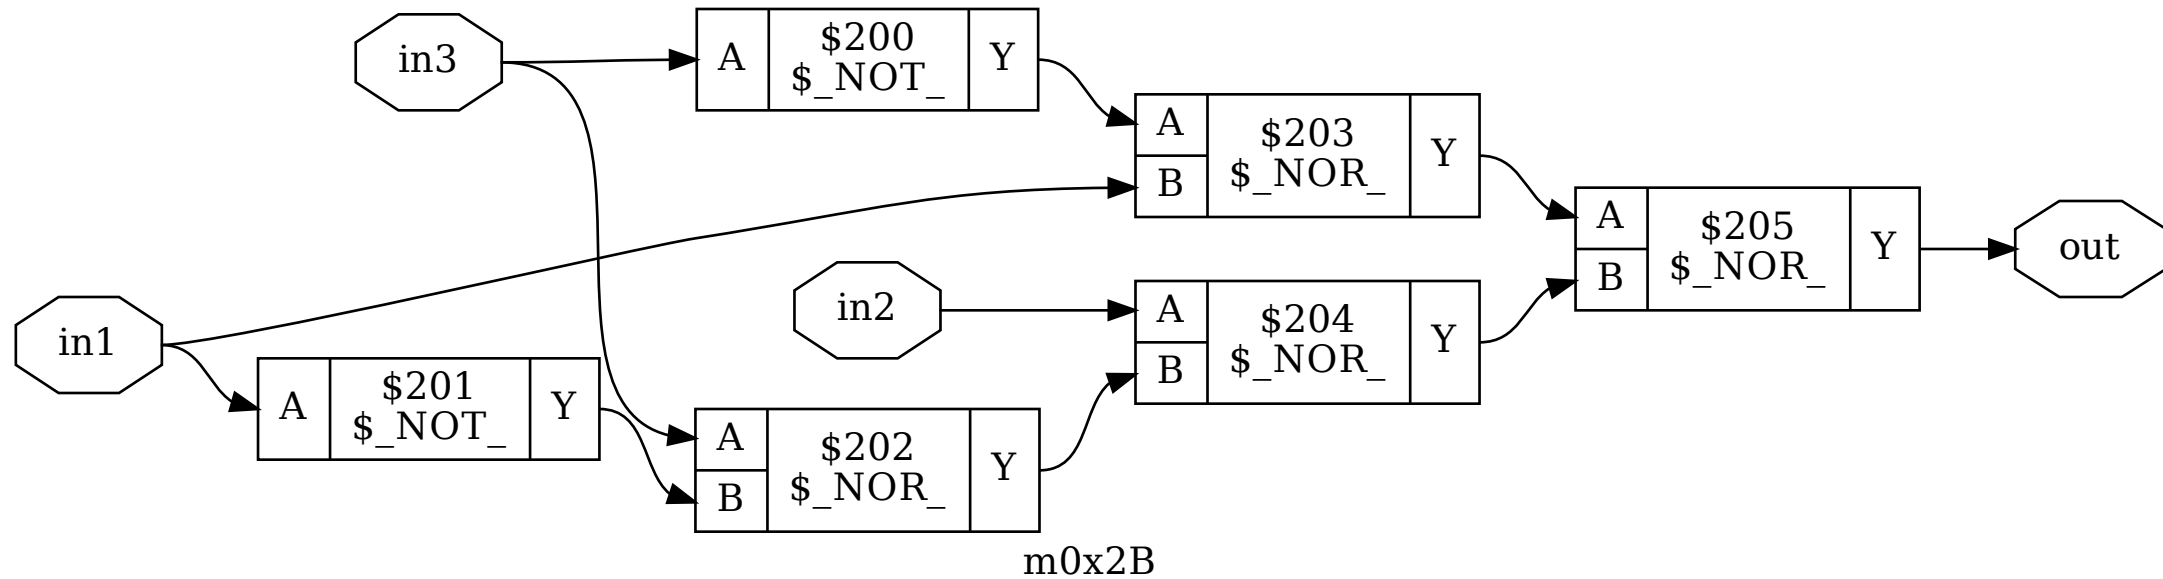 in3
A
$200
$_NOT_
Y
A
B
$203
$_NOR_
Y
in1
A
$201
$_NOT_
Y
in2
A
B
$202
$_NOR_
Y
A
B
$204
$_NOR_
Y
A
B
$205
$_NOR_
Y
out
m0x2B